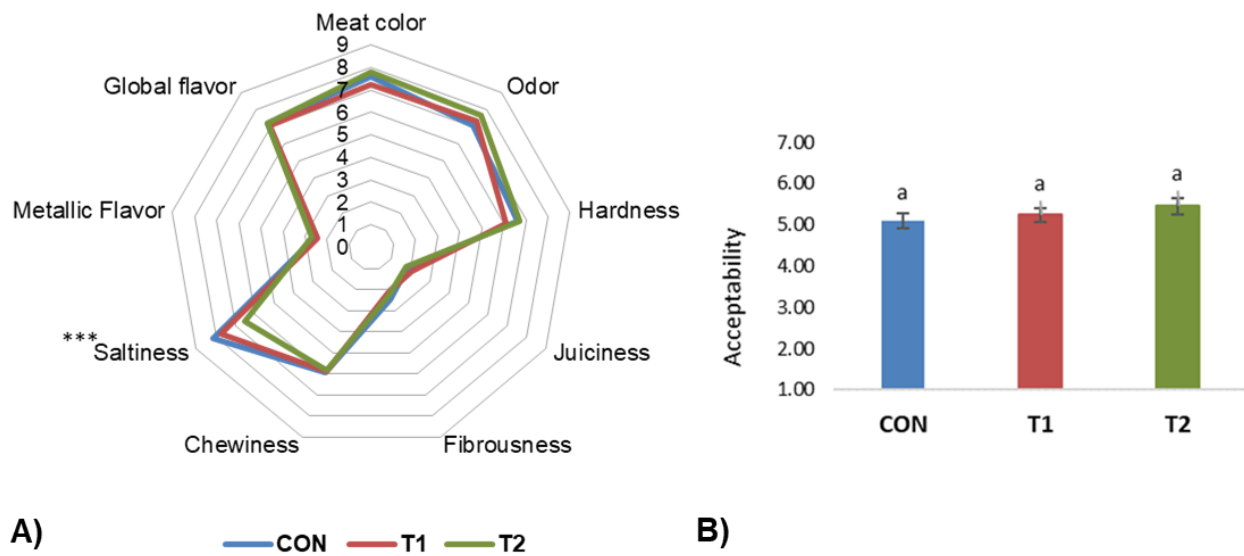 Meat color
9
8
7
6
5
4
3
2
1
0
Global flavor
Odor
Metallic Flavor
Hardness
***Saltiness
Juiciness
Chewiness
Fibrousness
A)
CON
T1
T2
7.00
6.00
5.00
4.00
3.00
2.00
1.00
Acceptability
a
a
a
CON
T1
T2
B)